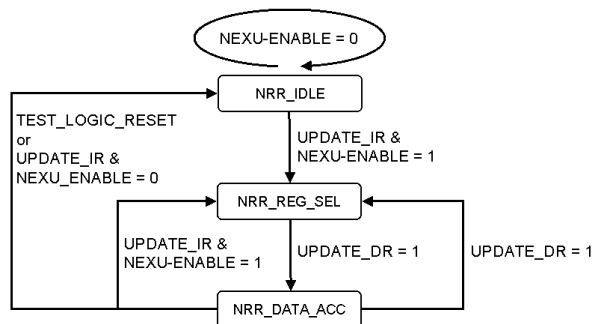 NEXU-ENABLE = 0
NRR_IDLE
TEST_LOGIC_RESET
or
UPDATE_IR &
NEXU_ENABLE = 0
UPDATE_IR &
NEXU-ENABLE = 1
NRR_REG_SEL
UPDATE_IR &
NEXU-ENABLE = 1
UPDATE_DR = 1
UPDATE_DR = 1
NRR_DATA_ACC